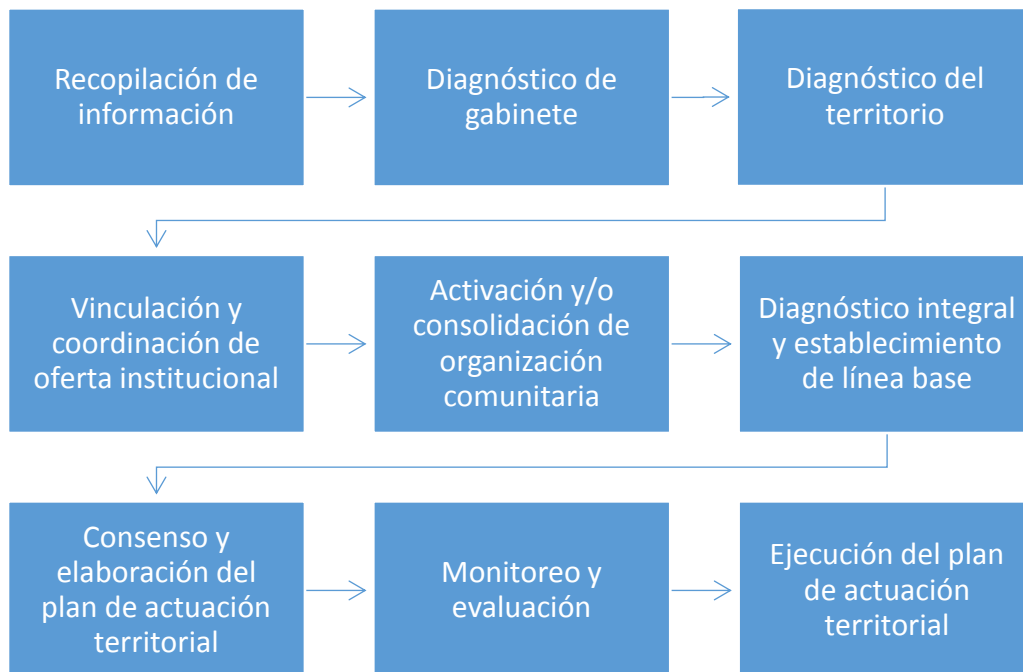 Recopilación de
información
Diagnóstico de
gabinete
Diagnóstico del
territorio
Vinculación y
coordinación de
oferta institucional
Activación y/o
consolidación de
organización
comunitaria
Diagnóstico integral
y establecimiento
de línea base
Consenso y
elaboración del
plan de actuación
territorial
Monitoreo y
evaluación
Ejecución del plan
de actuación
territorial